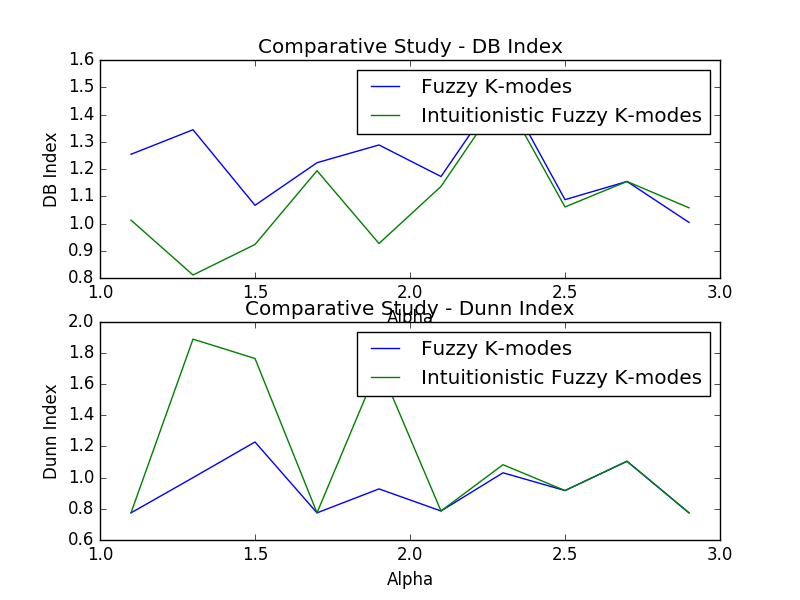 Comparative Study - DB Index
1.6
1.5
1.4
1.3
1.2
1.1
1.0
0.9
0.8
DB Index
Fuzzy K-modes
Intuitionistic Fuzzy K-modes
1.0 1.5 2.0 2.5 3.0
Alpha
Comparative Study - Dunn Index
2.0
1.8
1.6
1.4
1.2
1.0
0.8
0.6
Dunn Index
Fuzzy K-modes
Intuitionistic Fuzzy K-modes
1.0 1.5 2.0 2.5 3.0
Alpha